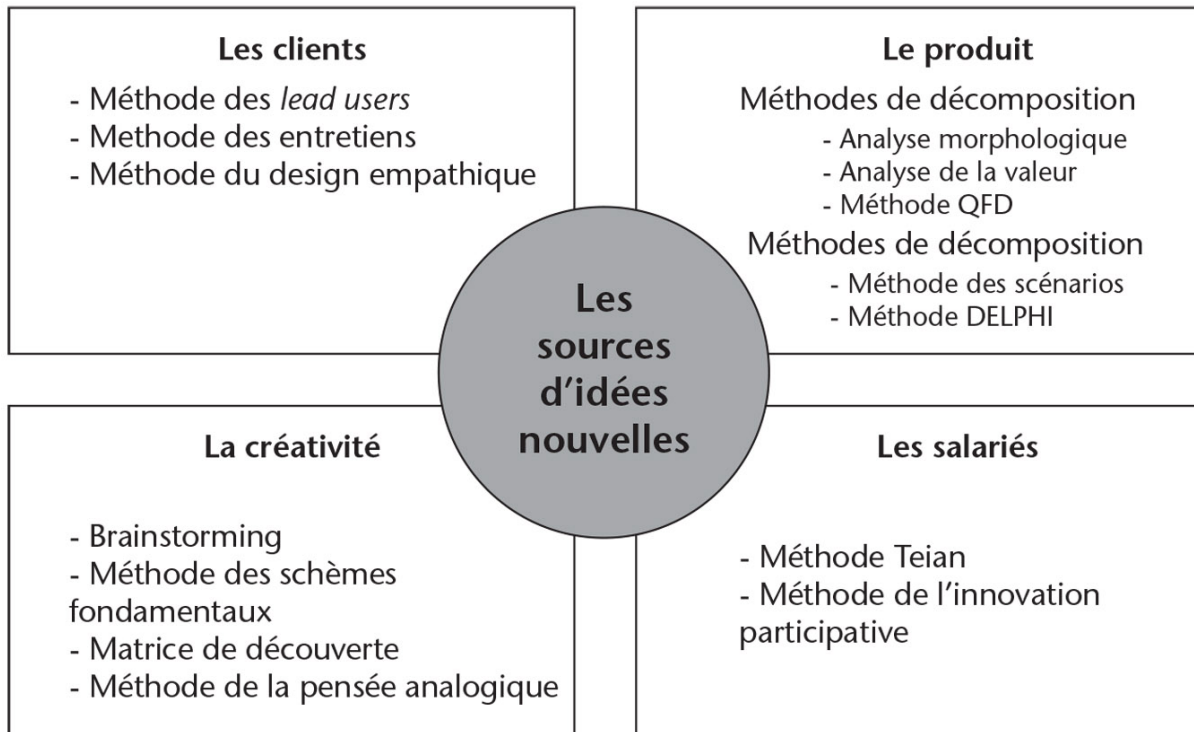 Les clients
- Méthode des lead users
- Methode des entretiens
- Méthode du design empathique
Le produit
Méthodes de décomposition
- Analyse morphologique
- Analyse de la valeur
- Méthode QFD
Méthodes de décomposition
- Méthode des scénarios
- Méthode DELPHI
Les
sources
d'idées
nouvelles
La créativité
- Brainstorming
- Méthode des schèmes
fondamentaux
- Matrice de découverte
- Méthode de la pensée analogique
Les salariés
- Méthode Teian
- Méthode de l'innovation
participative